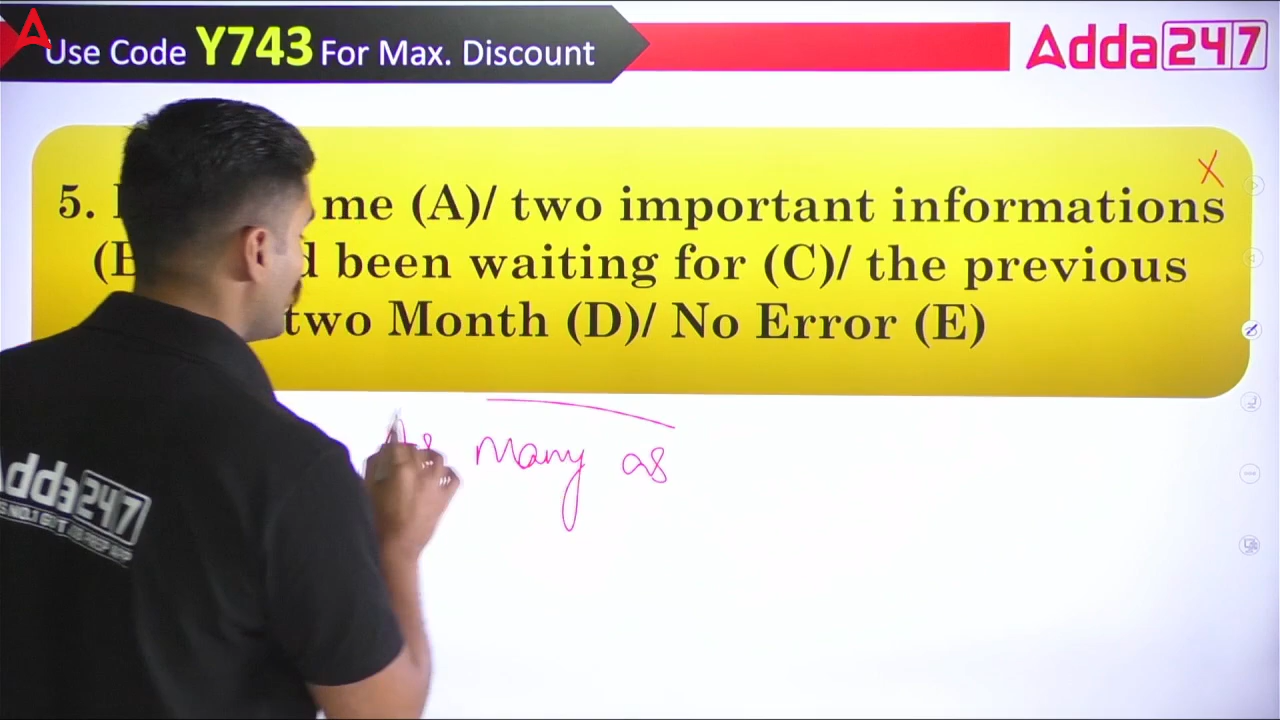 Use Code Y743 For Max. Discount
Adda247
5. me (A)/ two important informations
(B been waiting for (C)/ the previous
two Month (D)/ No Error (E)
As many as
Adda247